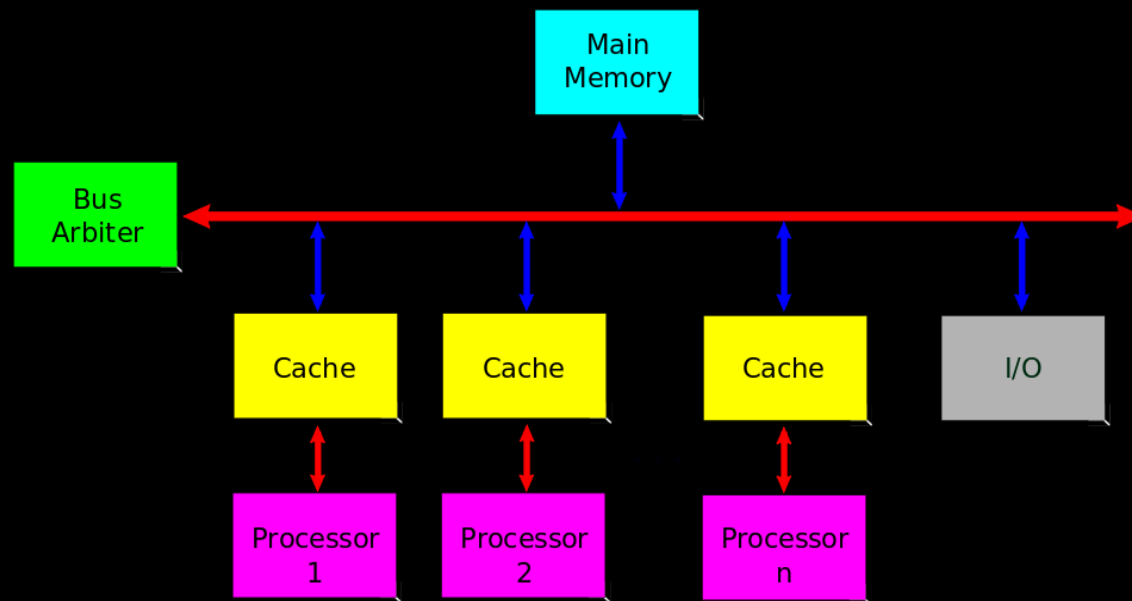 Main
Memory
Bus
Arbiter
Cache
Cache
Cache
I/O
Processor
1
Processor
2
Processor
n